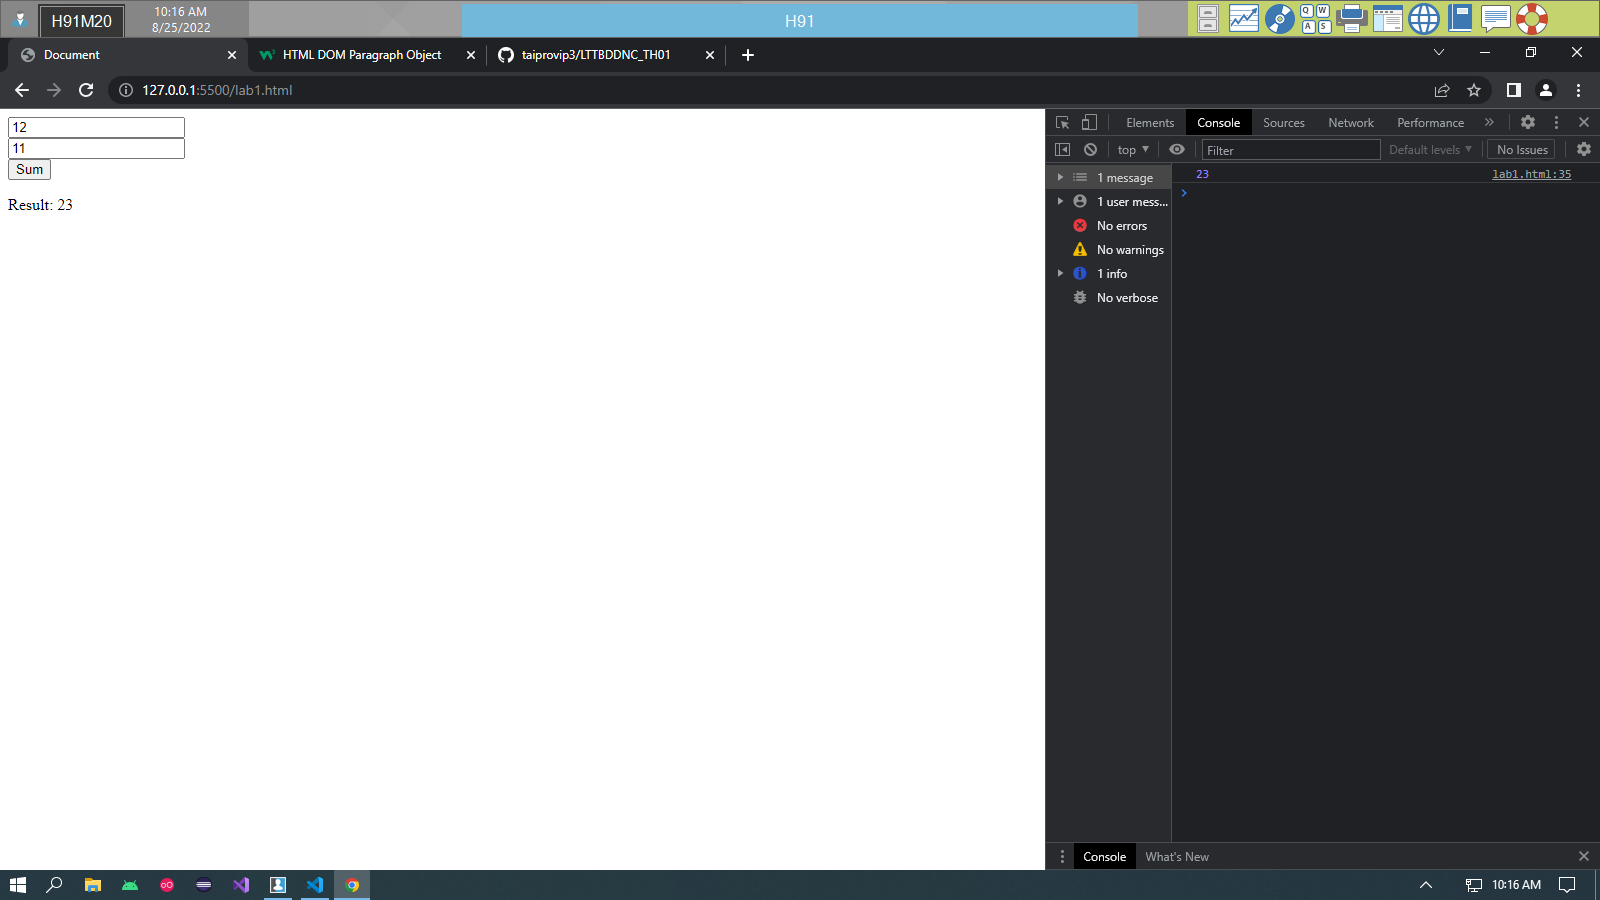 H91M20
10:16 AM
8/25/2022
H91
Q W
A S
Document
HTML DOM Paragraph Object
taiprovip3/LTTBDDNC_TH01
127.0.0.1:5500/lab1.html
12
11
Sum
Result: 23
Elements
Console
Sources
Network
Performance
top
Filter
Default levels
No Issues
1 message
1 user mess...
No errors
No warnings
1 info
No verbose
23
lab1.html:35
Console
What's New
10:16 AM